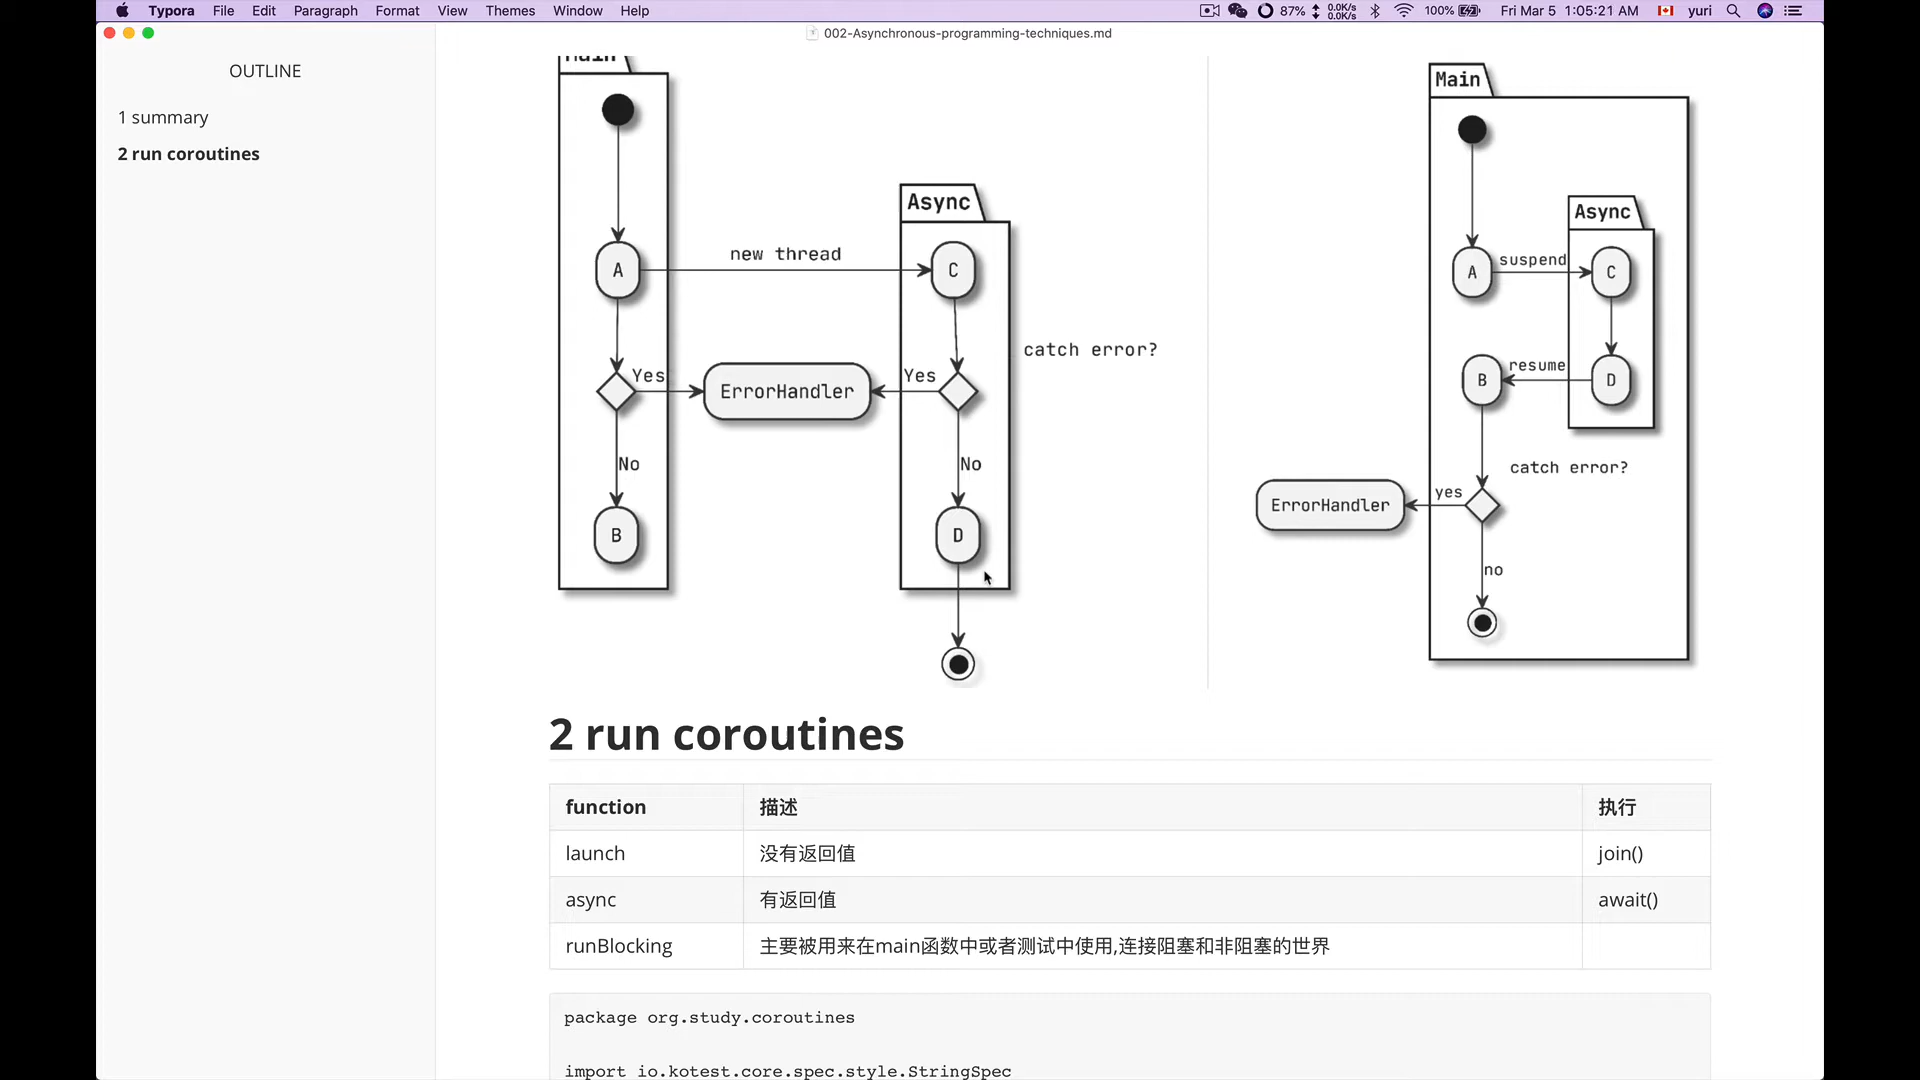 Typora File Edit Paragraph Format View Themes Window Help 87% 0.0K/s 0.0K/s 100% Fri Mar 5 1:05:21 AM yuri
002-Asynchronous-programming-techniques.md
OUTLINE
1 summary
2 run coroutines
Main
A
new thread
Async
C
catch error?
Yes
ErrorHandler
Yes
No
No
B
D
Main
Async
A
suspend
C
B
resume
D
catch error?
ErrorHandler
yes
no
2 run coroutines
function 描述 执行
launch 没有返回值 join()
async 有返回值 await()
runBlocking 主要被用来在main函数中或者测试中使用,连接阻塞和非阻塞的世界
package org.study.coroutines
import io.kotest.core.spec.style.StringSpec